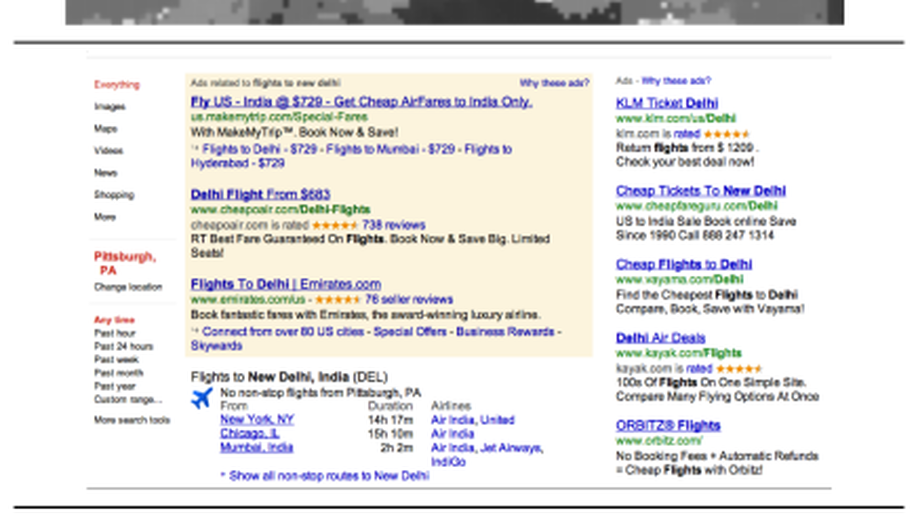 Everything
Images
Maps
Videos
News
Shopping
More
Pittsburgh,
PA
Change location
Any time
Past hour
Past 24 hours
Past week
Past month
Past year
Custom range...
More search tools
Ads related to flights to new delhi
Why these ads?
Fly US - India @ $729 - Get Cheap AirFares to India Only.
us.makemytrip.com/Special-Fares
With MakeMyTrip™. Book Now & Save!
Flights to Delhi - $729 - Flights to Mumbai - $729 - Flights to
Hyderabad - $729
Delhi Flight From $683
www.cheapoair.com/Delhi-Flights
cheapoair.com is rated ★★★★★ 738 reviews
RT Best Fare Guaranteed On Flights. Book Now & Save Big. Limited
Seats!
Flights To Delhi | Emirates.com
www.emirates.com/us - ★★★★★ 76 seller reviews
Book fantastic fares with Emirates, the award-winning luxury airline.
Connect from over 80 US cities - Special Offers - Business Rewards -
Skywards
Flights to New Delhi, India (DEL)
No non-stop flights from Pittsburgh, PA
From Duration Airlines
New York, NY 14h 17m Air India, United
Chicago, IL 15h 10m Air India
Mumbai, India 2h 2m Air India, Jet Airways,
IndiGo
Show all non-stop routes to New Delhi
Ads - Why these ads?
KLM Ticket Delhi
www.klm.com/us/Delhi
klm.com is rated ★★★★★
Return flights from $ 1209 .
Check your best deal now!
Cheap Tickets To New Delhi
www.cheapfareguru.com/Delhi
US to India Sale Book online Save
Since 1990 Call 888 247 1314
Cheap Flights to Delhi
www.vayama.com/Delhi
Find the Cheapest Flights to Delhi
Compare, Book, Save with Vayama!
Delhi Air Deals
www.kayak.com/Flights
kayak.com is rated ★★★★★
100s Of Flights On One Simple Site.
Compare Many Flying Options At Once
ORBITZ® Flights
www.orbitz.com/
No Booking Fees + Automatic Refunds
= Cheap Flights with Orbitz!